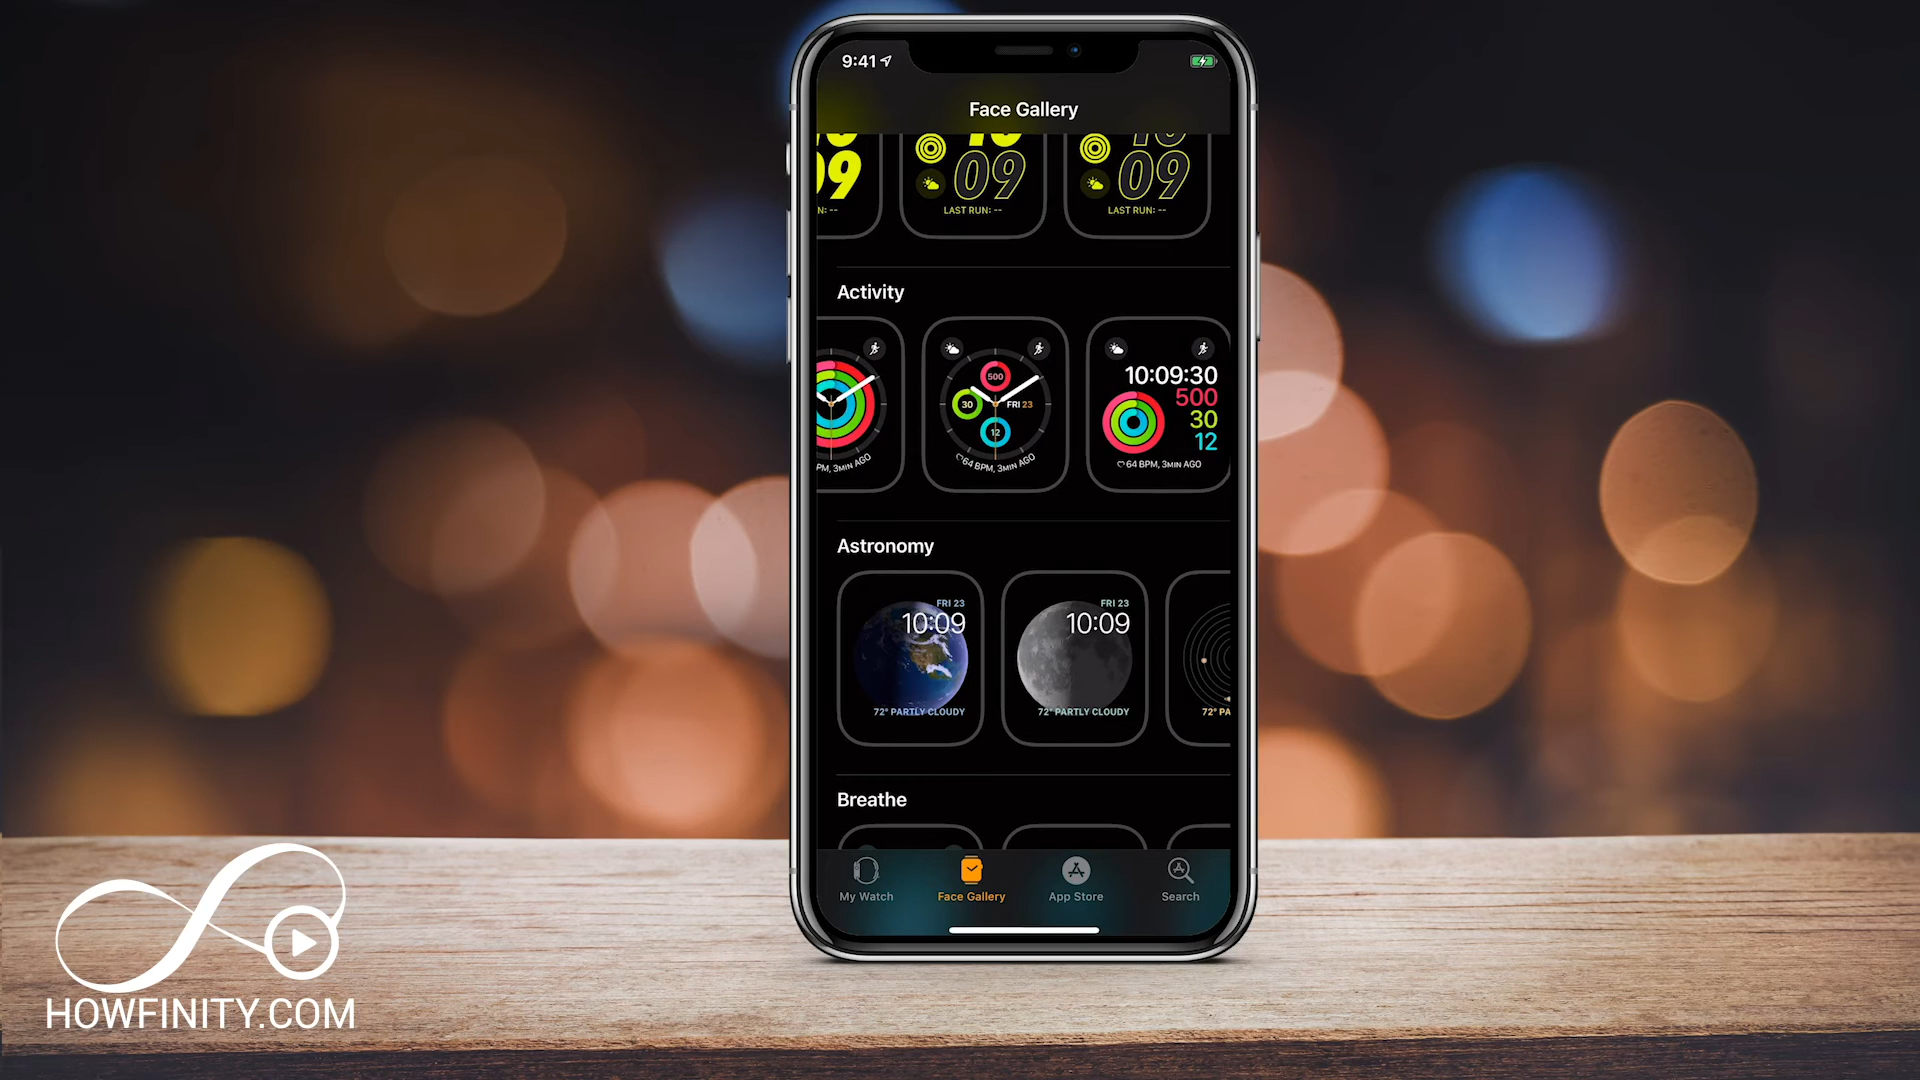 9:41
Face Gallery
09
N: --
10
09
LAST RUN: --
10
09
LAST RUN: --
Activity
PM, 3MIN AGO
500
30
FRI 23
12
64 BPM, 3MIN AGO
10:09:30
500
30
12
64 BPM, 3MIN AGO
Astronomy
FRI 23
10:09
72° PARTLY CLOUDY
FRI 23
10:09
72° PARTLY CLOUDY
72° PA
Breathe
My Watch
Face Gallery
App Store
Search
HOWFINITY.COM